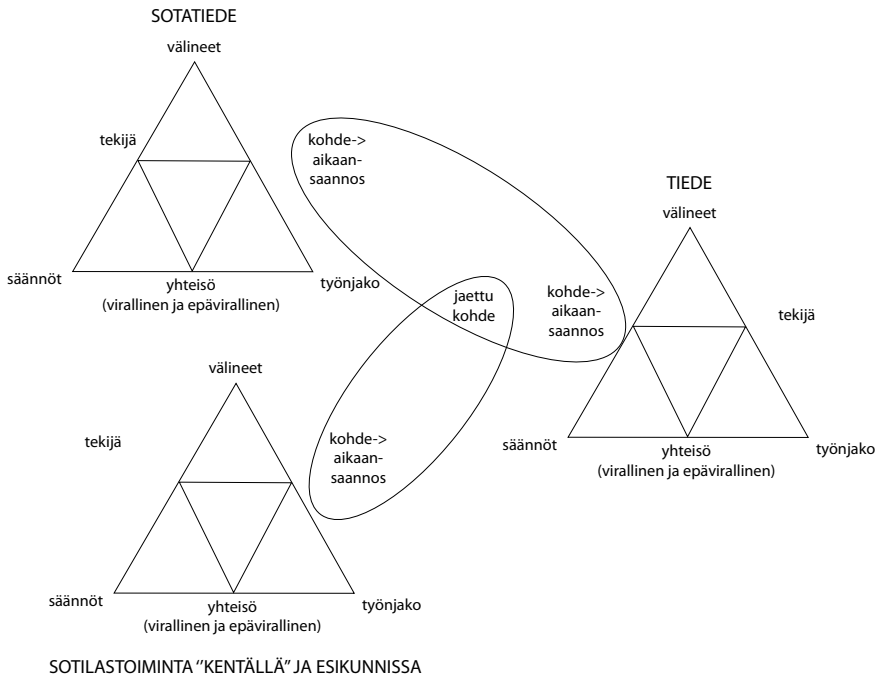 SOTATIEDE
välineet
tekijä
kohde->
aikaan-
saannos
säännöt
yhteisö
(virallinen ja epävirallinen)
työnjako
TIEDE
välineet
jaettu
kohde
kohde->
aikaan-
saannos
tekijä
säännöt
yhteisö
(virallinen ja epävirallinen)
työnjako
välineet
tekijä
kohde->
aikaan-
saannos
säännöt
yhteisö
(virallinen ja epävirallinen)
työnjako
SOTILASTOIMINTA ”KENTÄLLÄ” JA ESIKUNNISSA